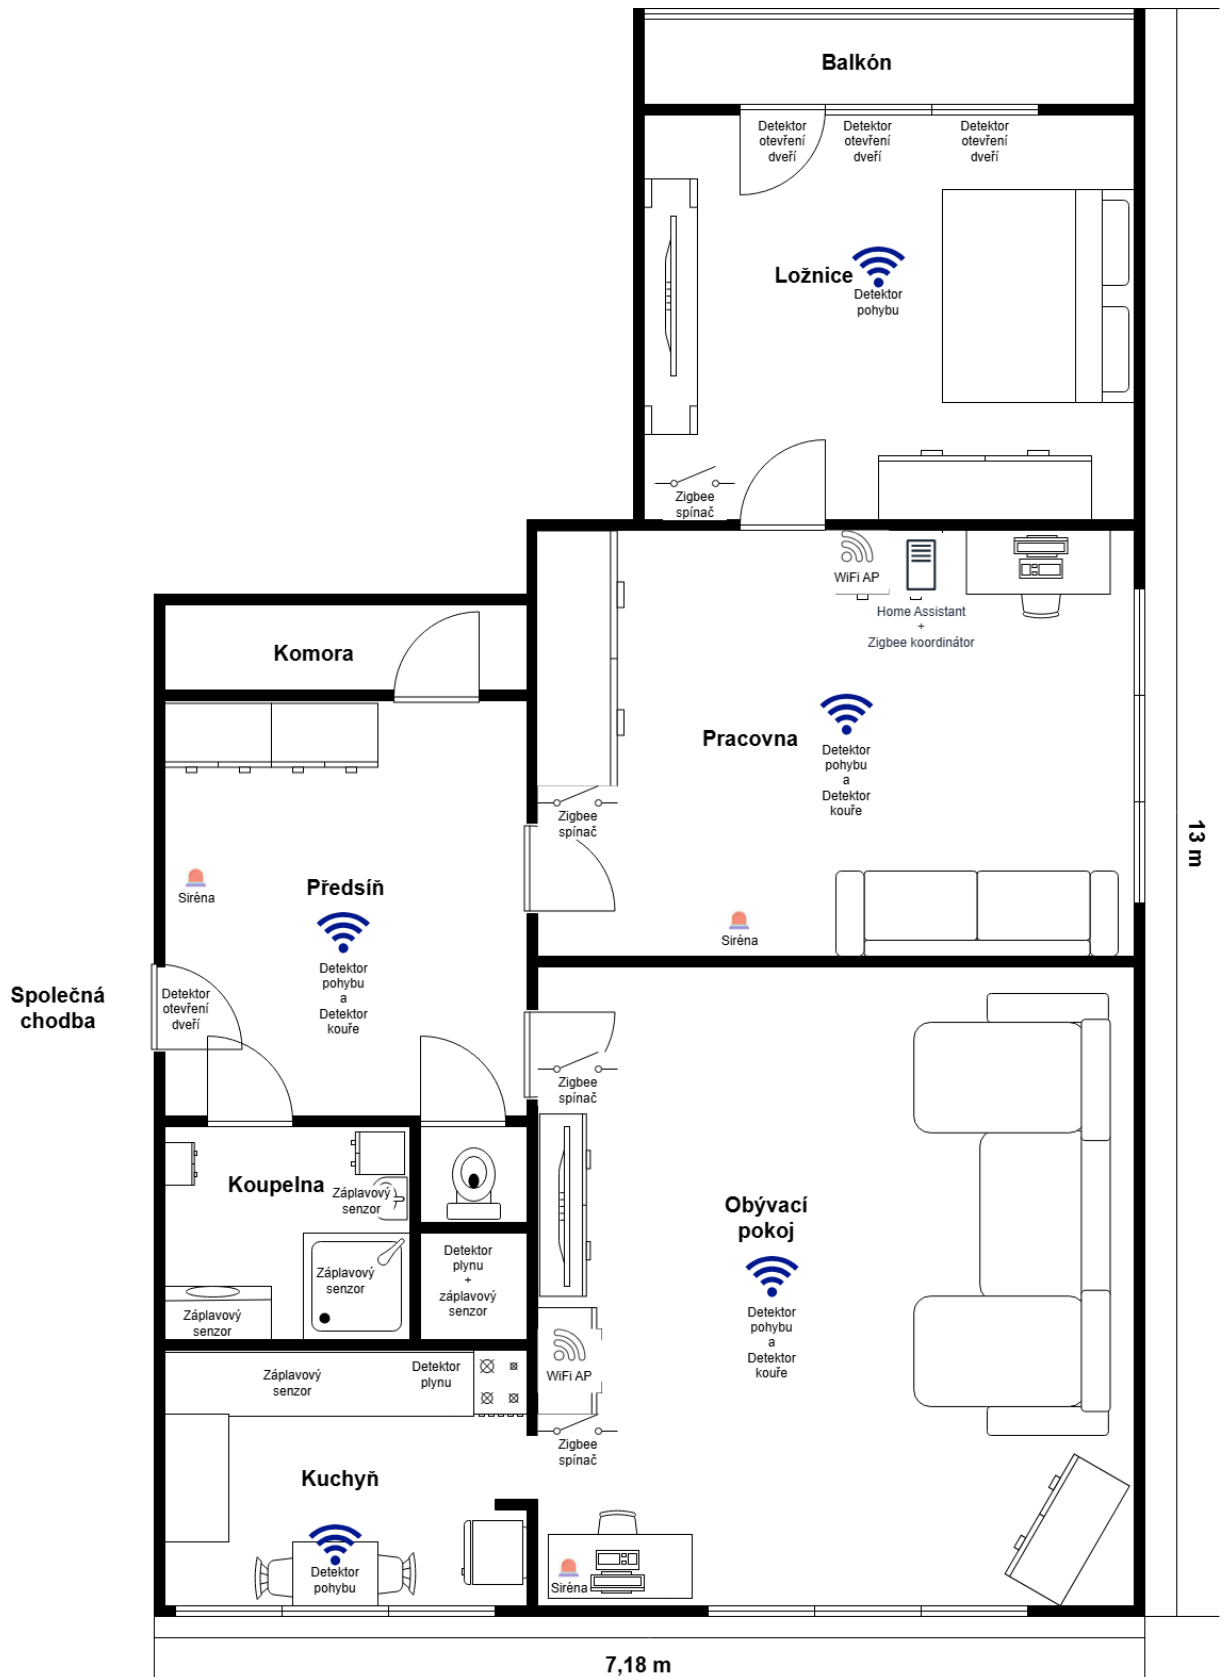 Balkón
Detektor
otevření
dveří
Detektor
otevření
dveří
Detektor
otevření
dveří
Ložnice
Detektor
pohybu
Zigbee
spínač
WiFi AP
Home Assistant
+
Zigbee koordinátor
Komora
Pracovna
Detektor
pohybu
a
Detektor
kouře
Zigbee
spínač
13 m
Siréna
Předsíň
Siréna
Detektor
pohybu
a
Detektor
kouře
Společná
chodba
Detektor
otevření
dveří
Zigbee
spínač
Koupelna
Záplavový
senzor
Záplavový
senzor
Záplavový
senzor
Detektor
plynu
+
záplavový
senzor
Obývací
pokoj
Detektor
pohybu
a
Detektor
kouře
WiFi AP
Záplavový
senzor
Detektor
plynu
Zigbee
spínač
Kuchyň
Detektor
pohybu
Siréna
7,18 m